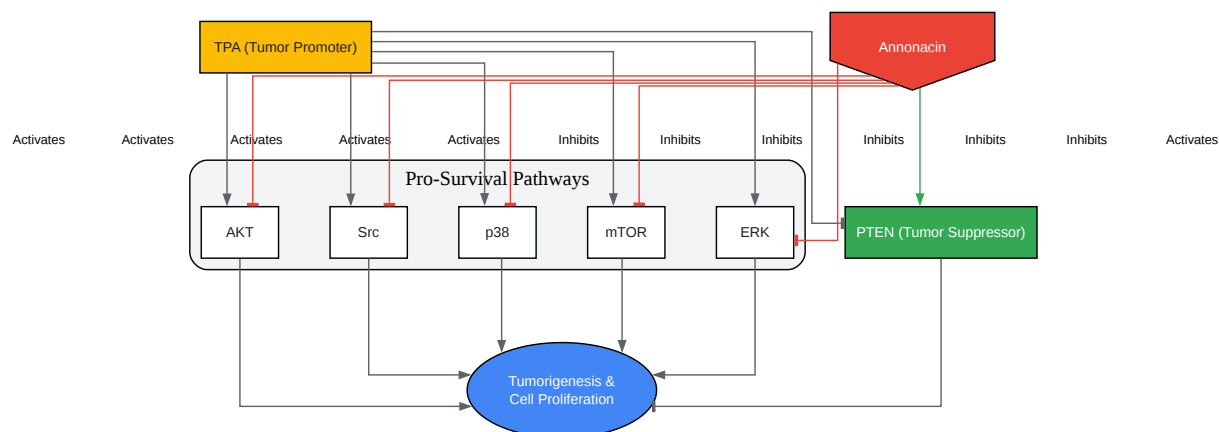 TPA (Tumor Promoter)
Annonacin
Activates Activates Activates Activates Activates Inhibits Inhibits Inhibits Inhibits Inhibits Inhibits Activates
Pro-Survival Pathways
AKT Src p38 mTOR ERK PTEN (Tumor Suppressor)
Tumorigenesis &
Cell Proliferation